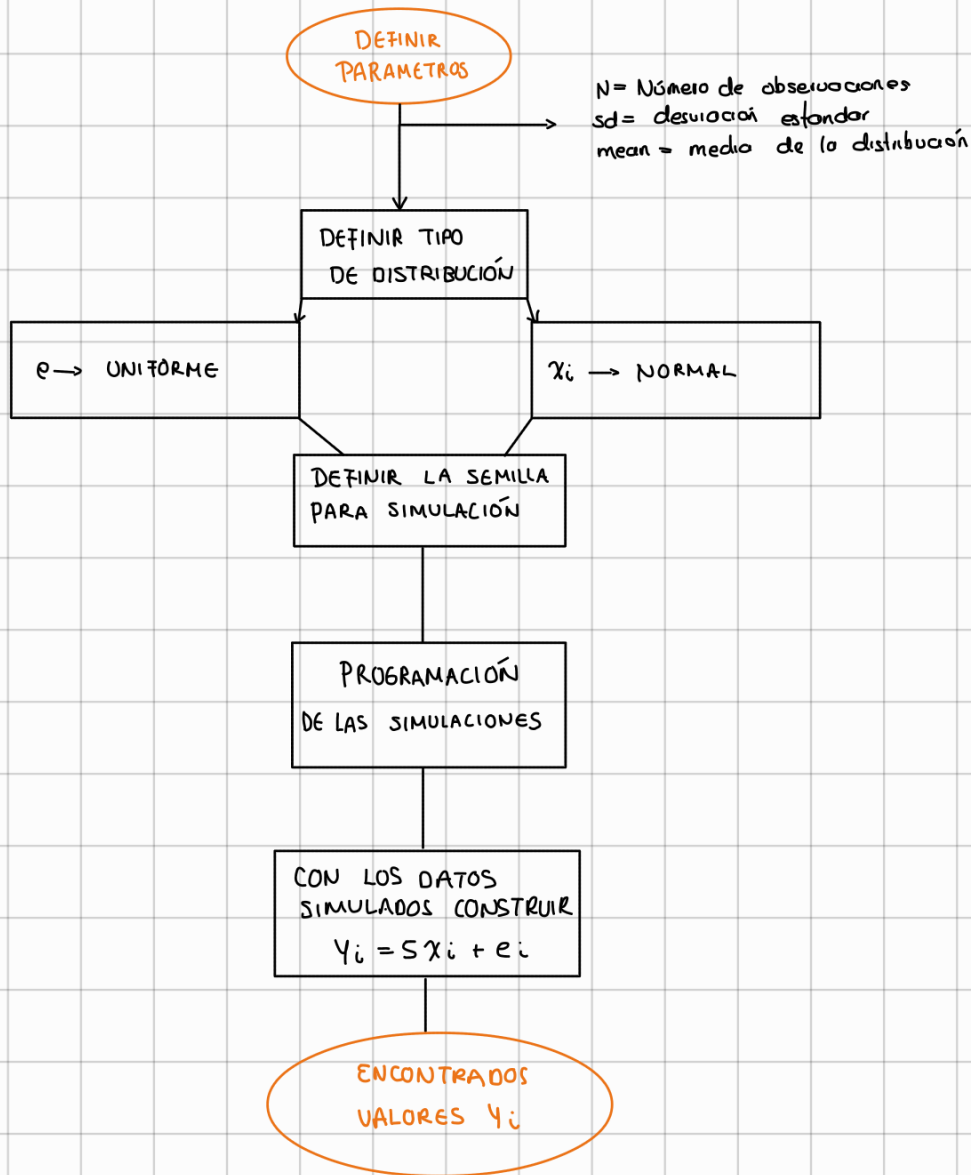 DEFINIR
PARAMETROS
N= Número de observaciones
sd= desviación estandar
mean = media de la distribución
DEFINIR TIPO
DE DISTRIBUCIÓN
e→ UNIFORME
xi → NORMAL
DEFINIR LA SEMILLA
PARA SIMULACIÓN
PROGRAMACIÓN
DE LAS SIMULACIONES
CON LOS DATOS
SIMULADOS CONSTRUIR
Yi = 5xi + ei
ENCONTRADOS
VALORES Yi